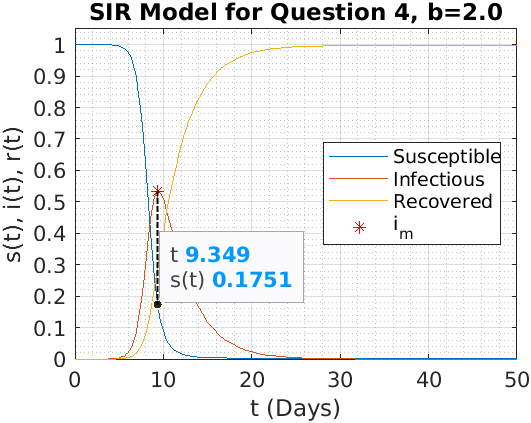 SIR Model for Question 4, b=2.0
s(t), i(t), r(t)
1
0.9
0.8
0.7
0.6
0.5
0.4
0.3
0.2
0.1
0
Susceptible
Infectious
Recovered
i_m
t 9.349
s(t) 0.1751
0 10 20 30 40 50
t (Days)